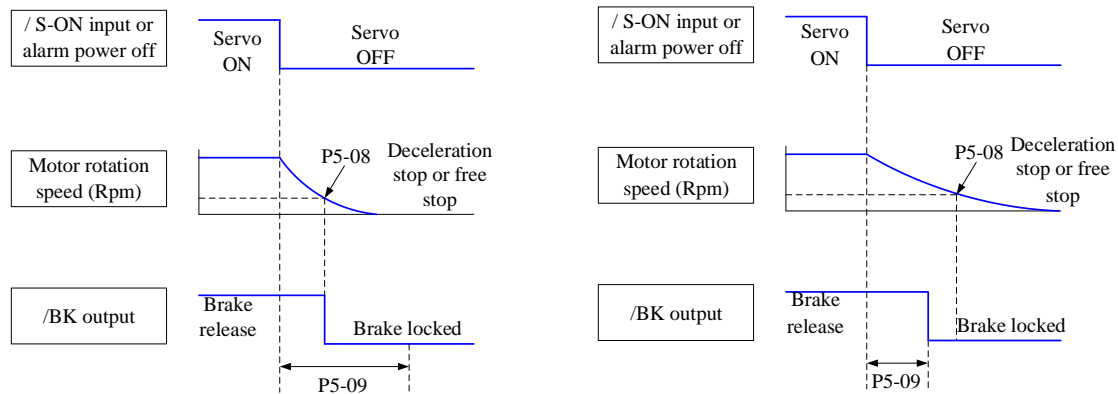 / S-ON input or
alarm power off
Servo
ON
Servo
OFF
Motor rotation
speed (Rpm)
P5-08
Deceleration
stop or free
stop
/BK output
Brake
release
Brake locked
P5-09
/ S-ON input or
alarm power off
Servo
ON
Servo
OFF
Motor rotation
speed (Rpm)
P5-08
Deceleration
stop or free
stop
/BK output
Brake
release
Brake locked
P5-09